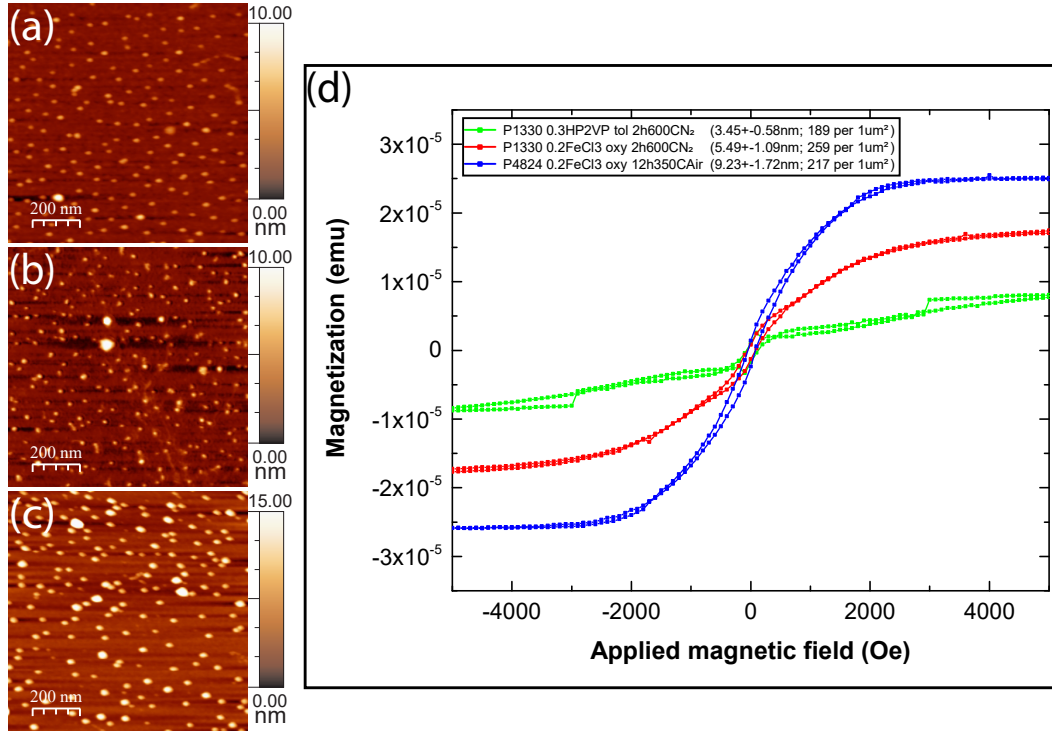 (a)
10.00
200 nm
0.00
nm
(b)
10.00
200 nm
0.00
nm
(c)
15.00
200 nm
0.00
nm
(d)
P1330 0.3HP2VP tol 2h600CN₂ (3.45+-0.58nm; 189 per 1um²)
P1330 0.2FeCl3 oxy 2h600CN₂ (5.49+-1.09nm; 259 per 1um²)
P4824 0.2FeCl3 oxy 12h350CAir (9.23+-1.72nm; 217 per 1um²)
Magnetization (emu)
3x10⁻⁵
2x10⁻⁵
1x10⁻⁵
0
-1x10⁻⁵
-2x10⁻⁵
-3x10⁻⁵
-4000 -2000 0 2000 4000
Applied magnetic field (Oe)